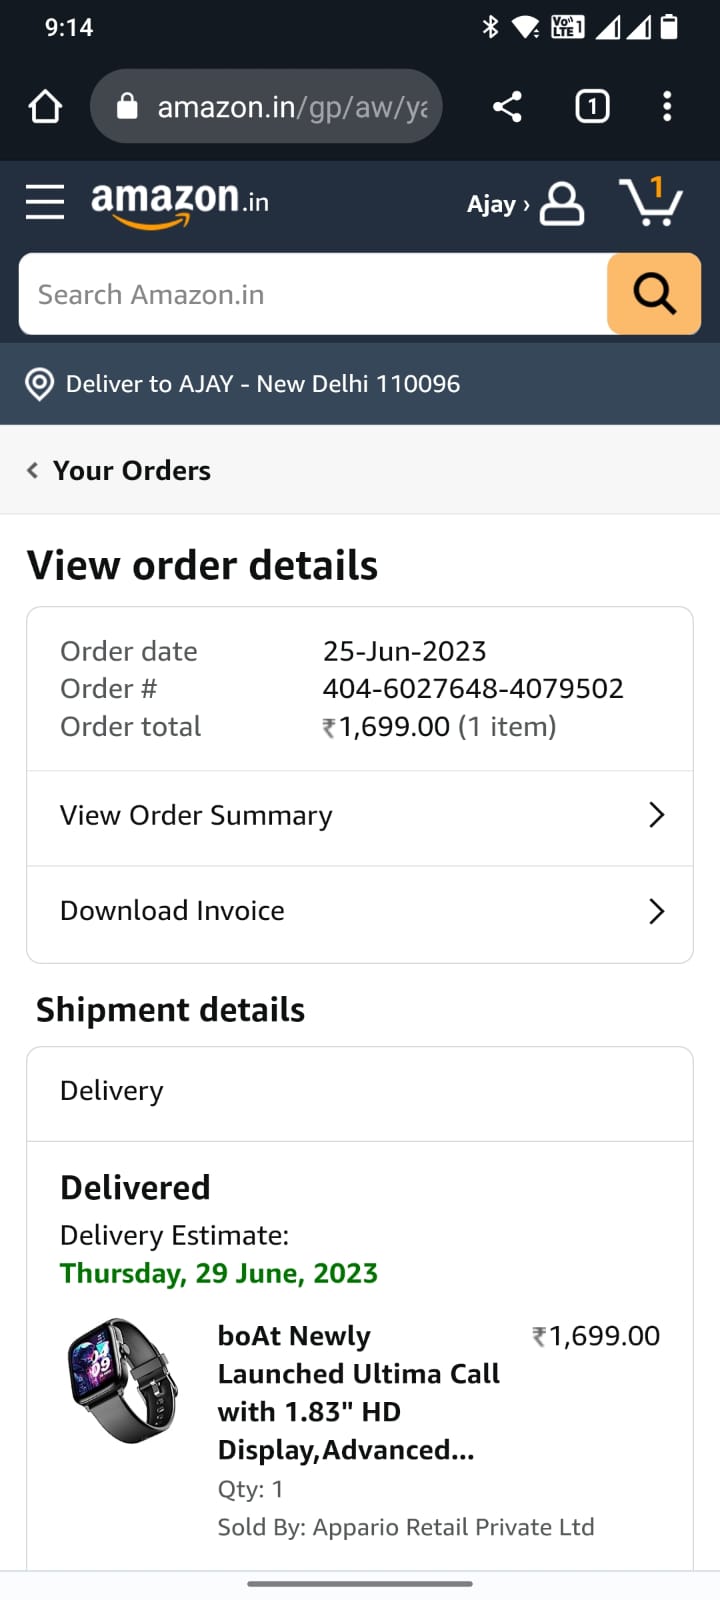 9:14
Vo))
LTE 1
amazon.in/gp/aw/ya
1
amazon.in
Ajay ›
1
Search Amazon.in
Deliver to AJAY - New Delhi 110096
‹ Your Orders
View order details
Order date 25-Jun-2023
Order # 404-6027648-4079502
Order total ₹1,699.00 (1 item)
View Order Summary
Download Invoice
Shipment details
Delivery
Delivered
Delivery Estimate:
Thursday, 29 June, 2023
boAt Newly ₹1,699.00
Launched Ultima Call
with 1.83" HD
Display,Advanced...
Qty: 1
Sold By: Appario Retail Private Ltd